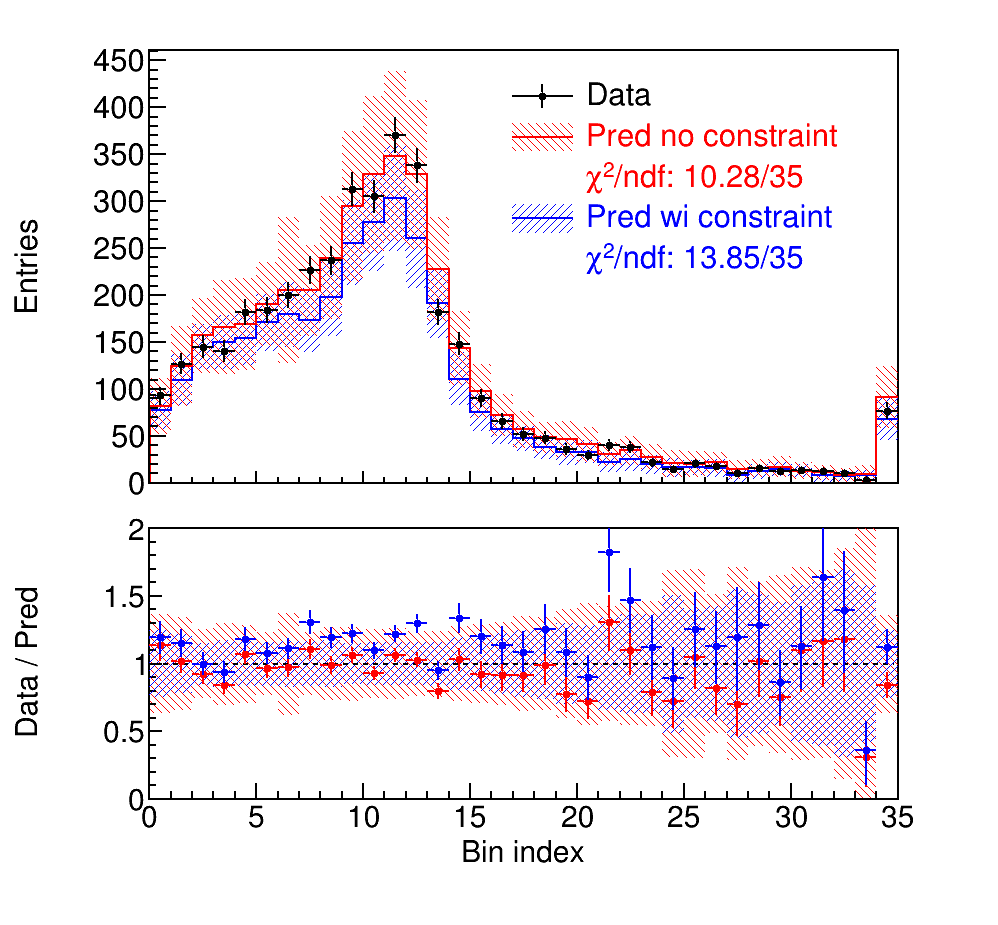 450
400
350
300
250
200
150
100
50
0
Entries
Data
Pred no constraint
χ²/ndf: 10.28/35
Pred wi constraint
χ²/ndf: 13.85/35
2
1.5
1
0.5
0
Data / Pred
0 5 10 15 20 25 30 35
Bin index